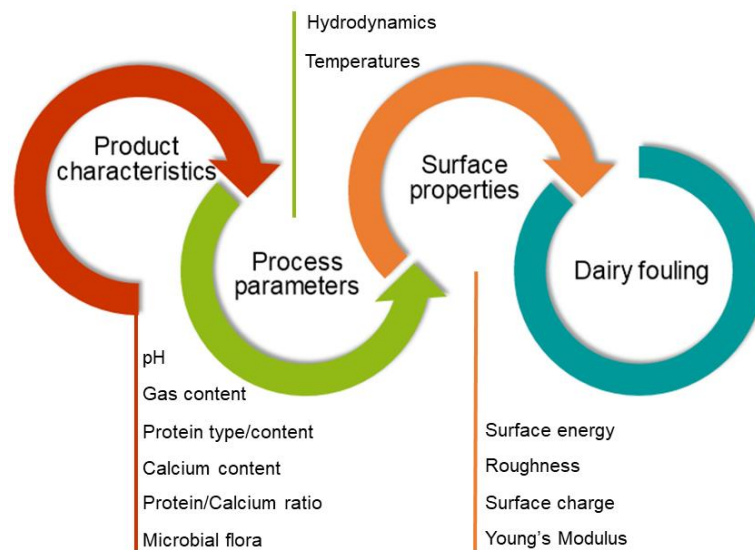 Hydrodynamics
Temperatures
Product
characteristics
Surface
properties
Process
parameters
Dairy fouling
pH
Gas content
Protein type/content
Calcium content
Protein/Calcium ratio
Microbial flora
Surface energy
Roughness
Surface charge
Young's Modulus